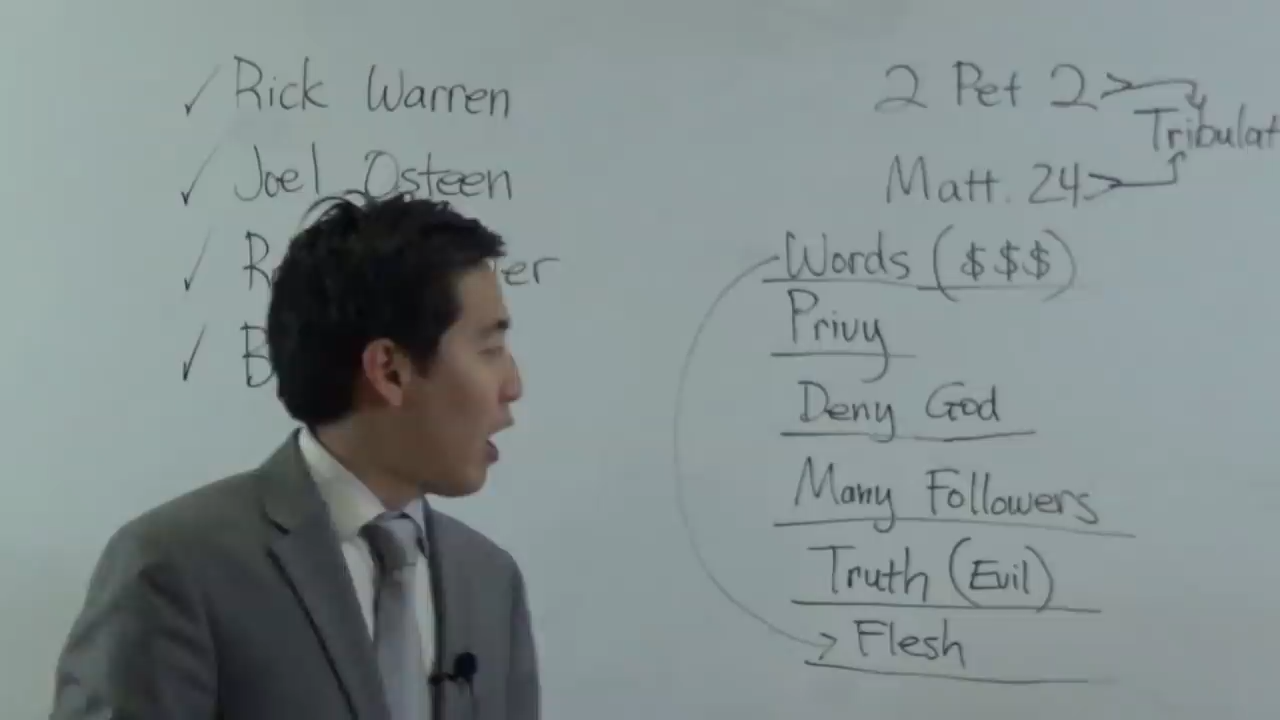 ✓ Rick Warren
✓ Joel Osteen
✓
✓
2 Pet 2 >
Tribulat
Matt. 24 >
Words ($$$)
Privy
Deny God
Many Followers
Truth (Evil)
> Flesh